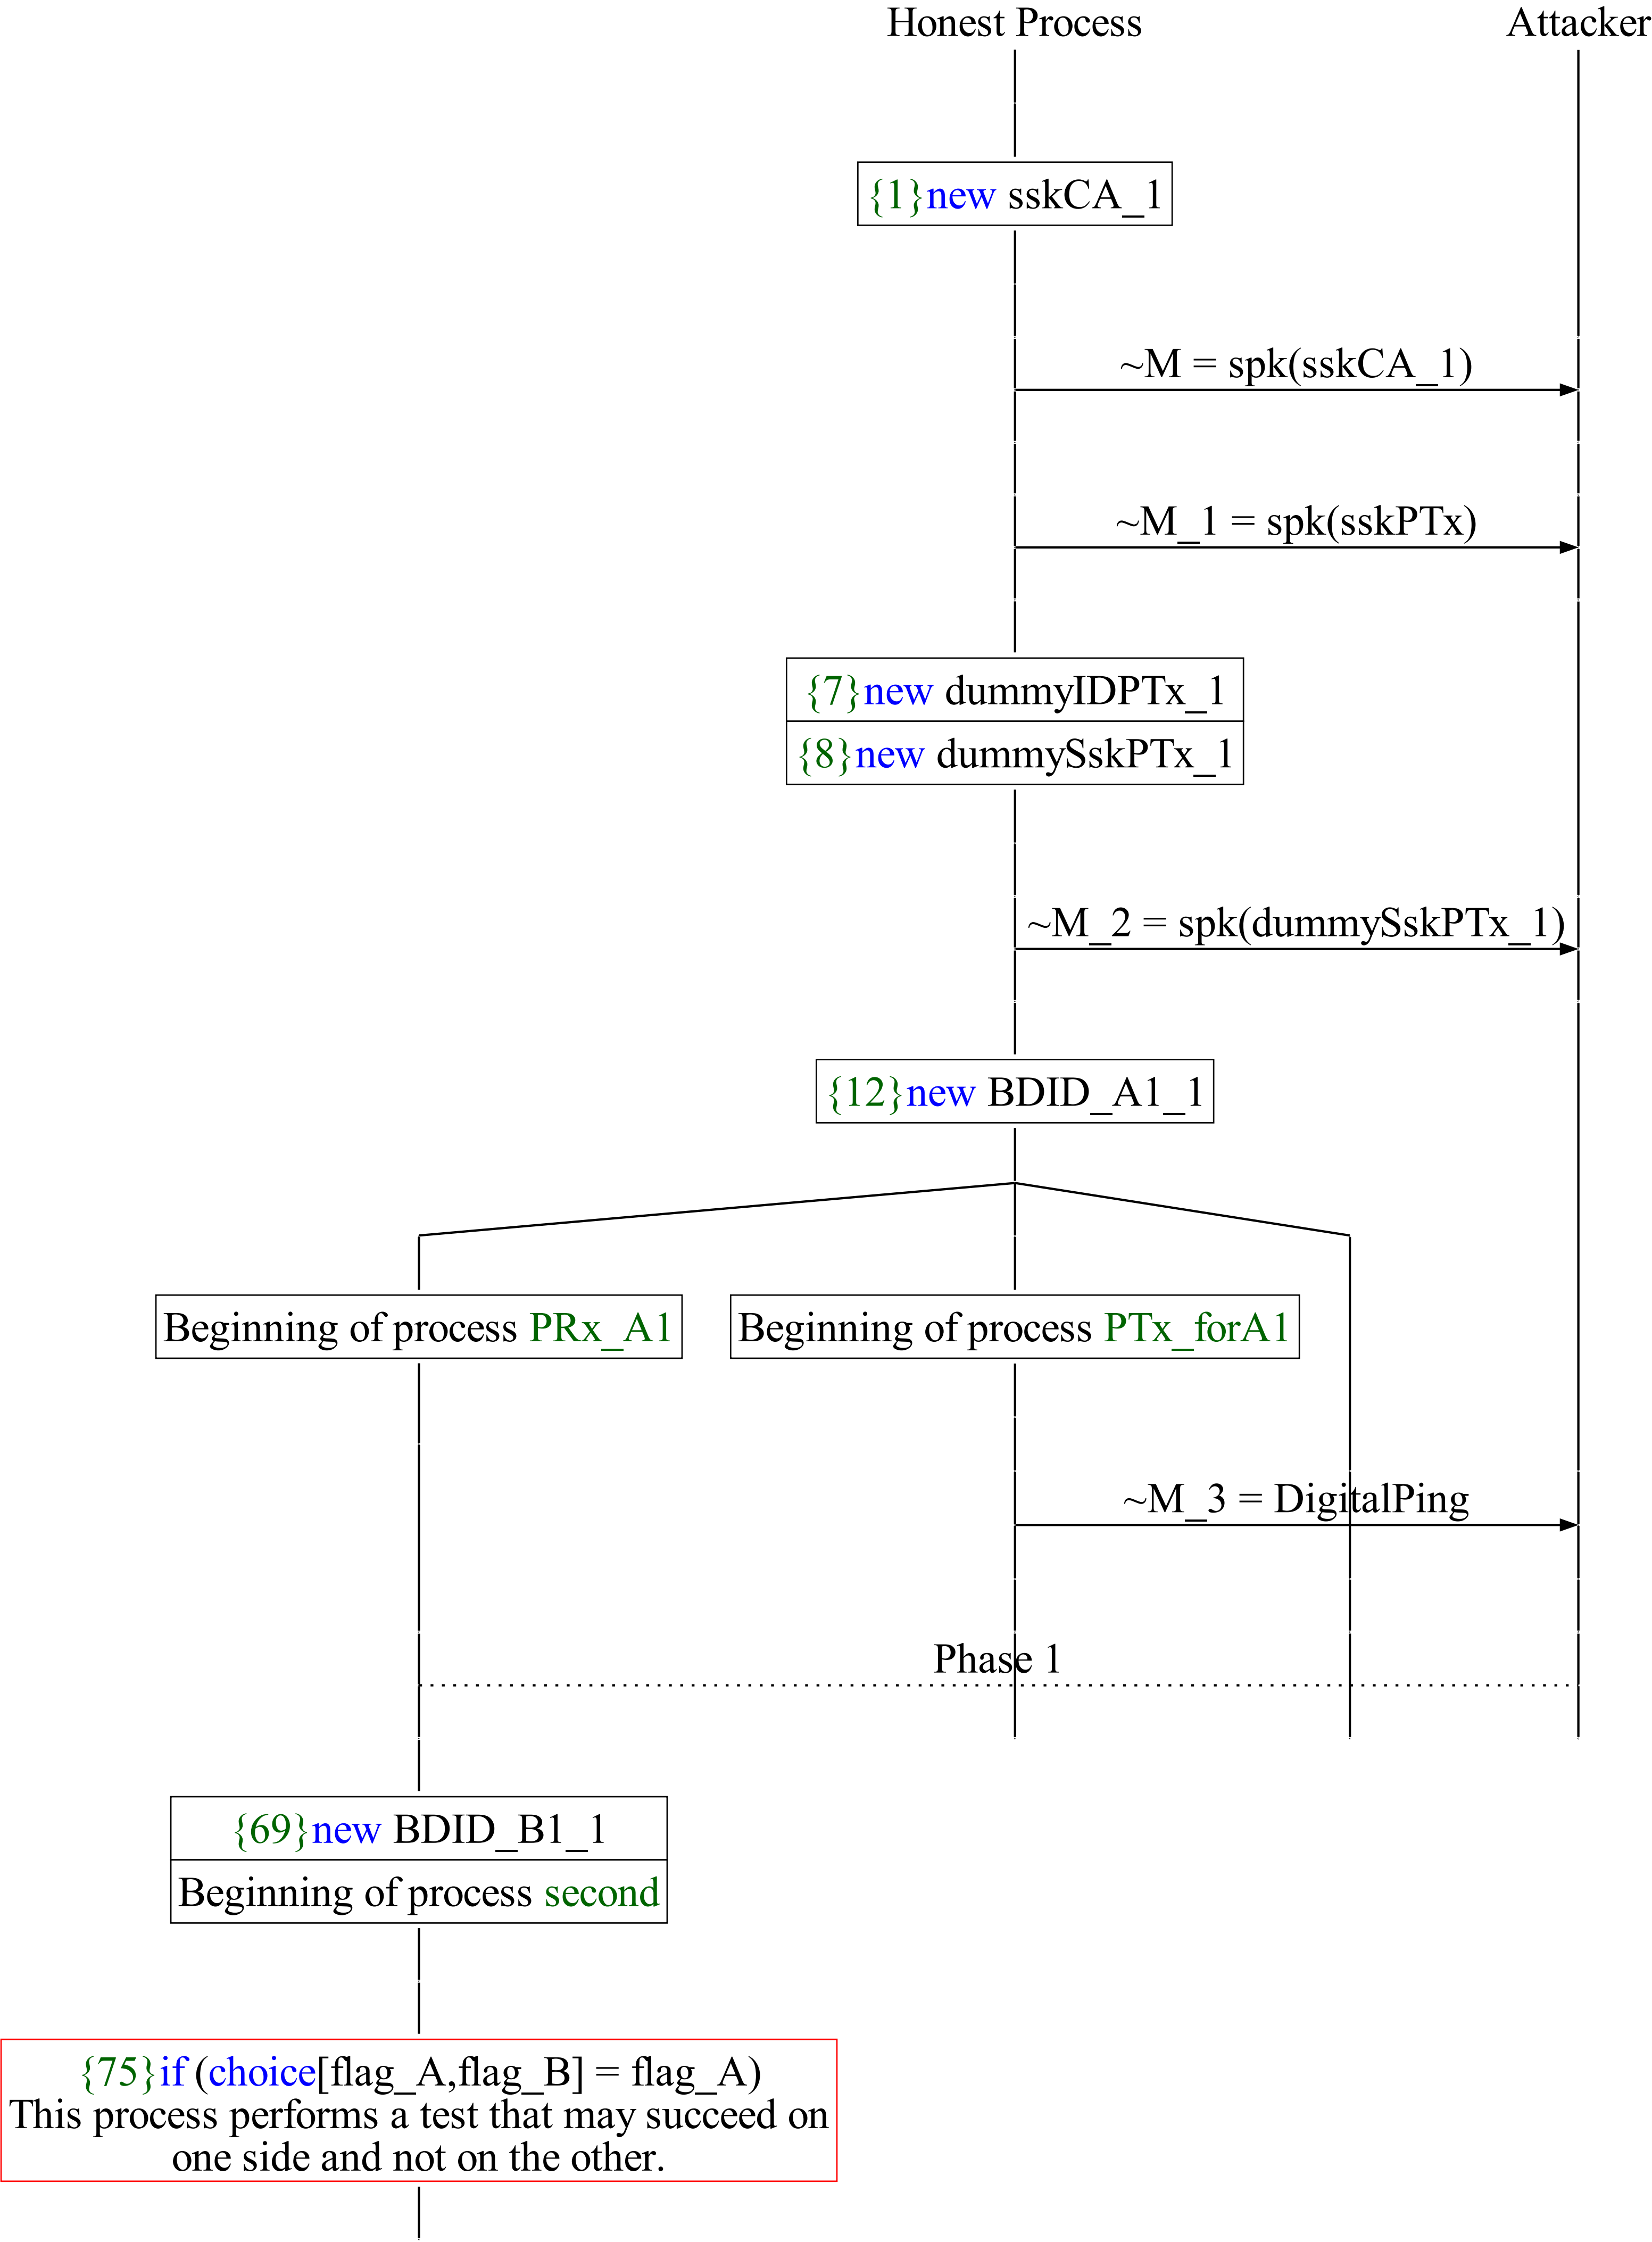 Honest Process
Attacker
{1}new sskCA_1
~M = spk(sskCA_1)
~M_1 = spk(sskPTx)
{7}new dummyIDPTx_1
{8}new dummySskPTx_1
~M_2 = spk(dummySskPTx_1)
{12}new BDID_A1_1
Beginning of process PRx_A1
Beginning of process PTx_forA1
~M_3 = DigitalPing
Phase 1
{69}new BDID_B1_1
Beginning of process second
{75}if (choice[flag_A,flag_B] = flag_A)
This process performs a test that may succeed on
one side and not on the other.